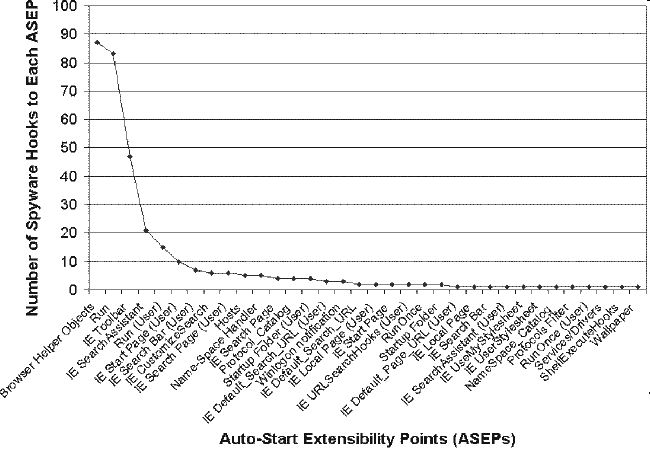 Number of Spyware Hooks to Each ASEP
100
90
80
70
60
50
40
30
20
10
0
Browser Helper Objects
Run
IE Toolbar
IE SearchAssistant
Run (User)
IE Start Page (User)
IE Search Bar (User)
IE CustomizeSearch
IE Search Page (User)
Hosts
Name-Space Handler
IE Search Page
Protocol_Catalog
Startup Folder (User)
IE Default_Search_URL (User)
Winlogon notification
IE Default_Search_URL
IE Local Page (User)
IE Start Page
IE URLSearchHooks (User)
RunOnce
Startup Folder
IE Default_Page_URL (User)
IE Local Page
IE Search Bar
IE SearchAssistant (User)
IE UseMyStylesheet
IE UserStylesheet
NameSpace_Catalog
Protocols Filter
RunOnce (User)
Services/Drivers
ShellExecuteHooks
Wallpaper
Auto-Start Extensibility Points (ASEPs)